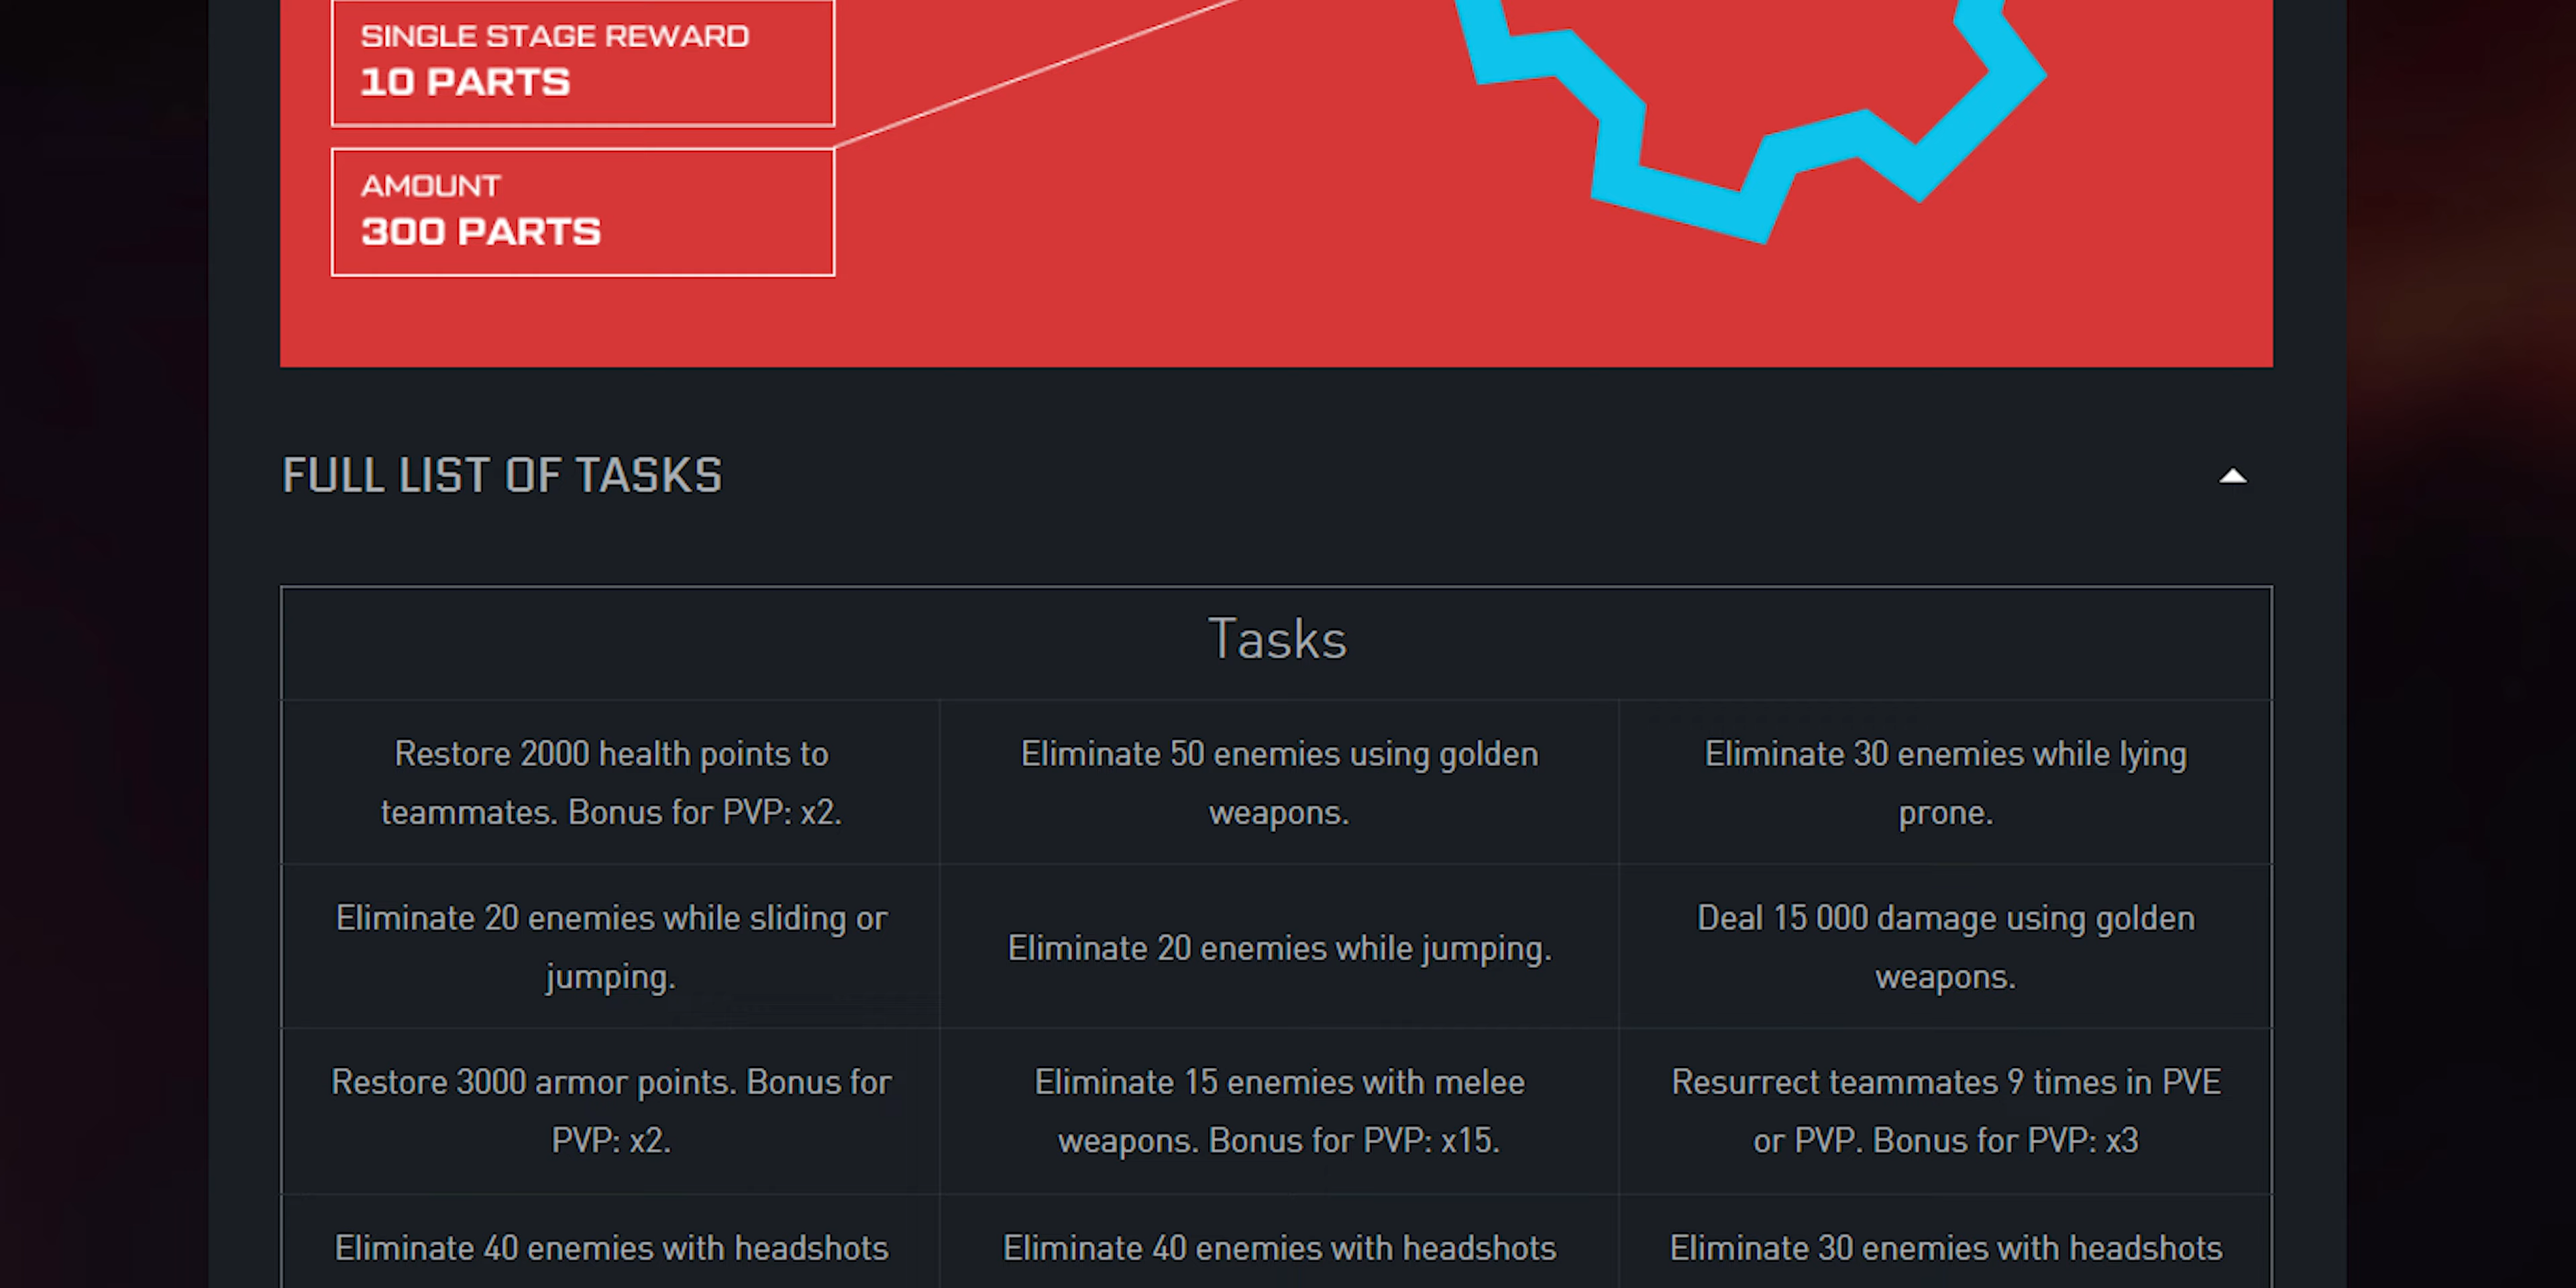 SINGLE STAGE REWARD
10 PARTS
AMOUNT
300 PARTS
FULL LIST OF TASKS
Tasks
Restore 2000 health points to
teammates. Bonus for PVP: x2.
Eliminate 50 enemies using golden
weapons.
Eliminate 30 enemies while lying
prone.
Eliminate 20 enemies while sliding or
jumping.
Eliminate 20 enemies while jumping.
Deal 15 000 damage using golden
weapons.
Restore 3000 armor points. Bonus for
PVP: x2.
Eliminate 15 enemies with melee
weapons. Bonus for PVP: x15.
Resurrect teammates 9 times in PVE
or PVP. Bonus for PVP: x3
Eliminate 40 enemies with headshots
Eliminate 40 enemies with headshots
Eliminate 30 enemies with headshots